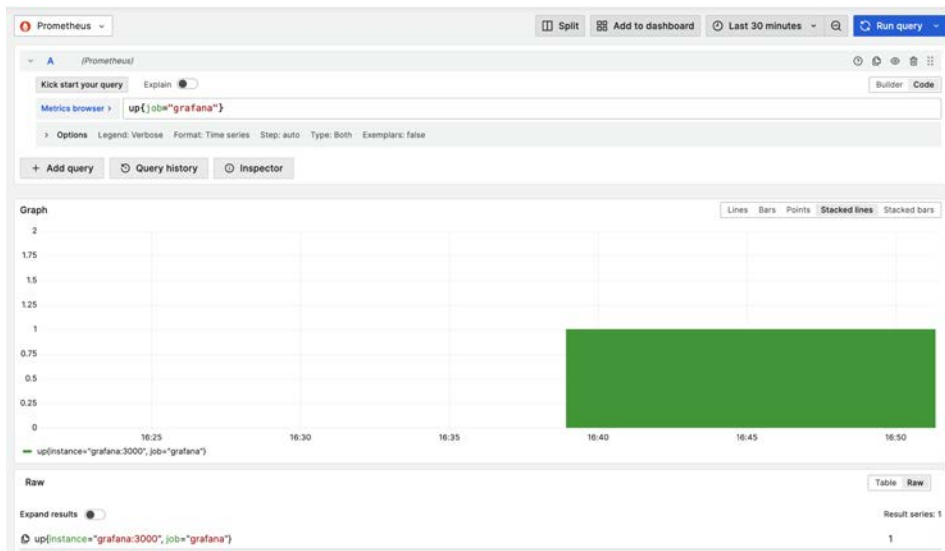 Prometheus
Split
Add to dashboard
Last 30 minutes
Run query
A (Prometheus)
Kick start your query
Explain
Builder Code
Metrics browser > up{job="grafana"}
> Options Legend: Verbose Format: Time series Step: auto Type: Both Exemplars: false
+ Add query
Query history
Inspector
Graph
Lines Bars Points Stacked lines Stacked bars
2
1.75
1.5
1.25
1
0.75
0.5
0.25
0
16:25 16:30 16:35 16:40 16:45 16:50
up{instance="grafana:3000", job="grafana"}
Raw
Table Raw
Expand results
Result series: 1
up{instance="grafana:3000", job="grafana"} 1